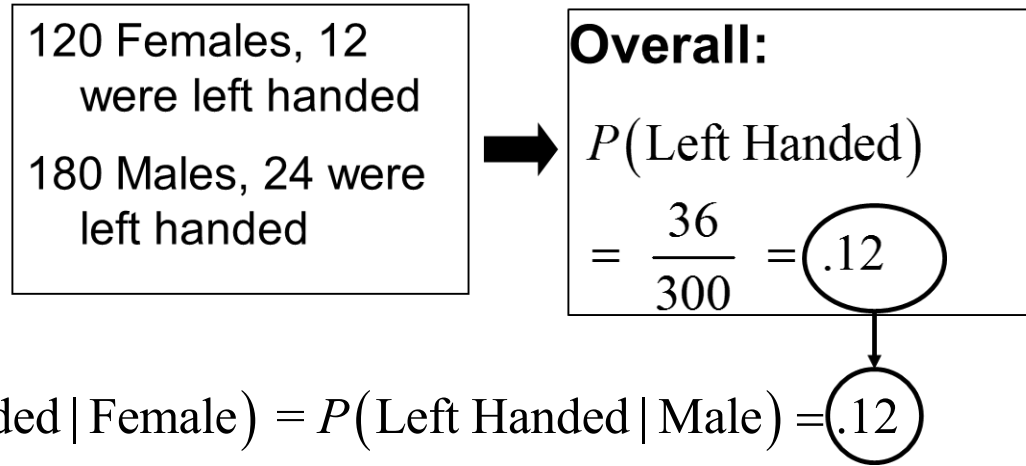 120 Females, 12
were left handed
180 Males, 24 were
left handed
Overall:
P(Left Handed)
= 36/300 = .12
ded | Female) = P(Left Handed | Male) = .12